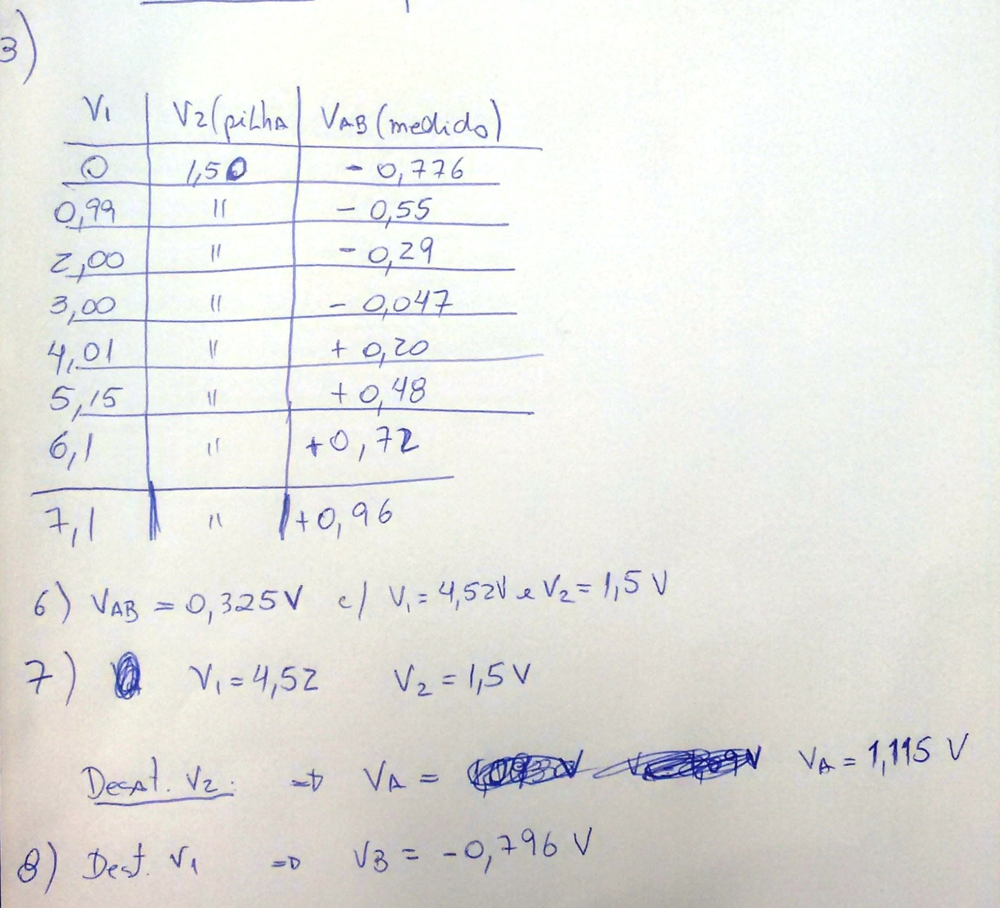 3)
V1 V2 (pilha VAB (medido)
0 1,50 - 0,776
0,99 " - 0,55
2,00 " - 0,29
3,00 " - 0,047
4,01 " + 0,20
5,15 " + 0,48
6,1 " +0,72
7,1 " +0,96
6) VAB = 0,325V c/ V1 = 4,52V e V2 = 1,5 V
7) V1 = 4,52 V2 = 1,5 V
Desat. V2. => VA = VA = 1,115 V
8) Dest. V1 => VB = -0,796 V